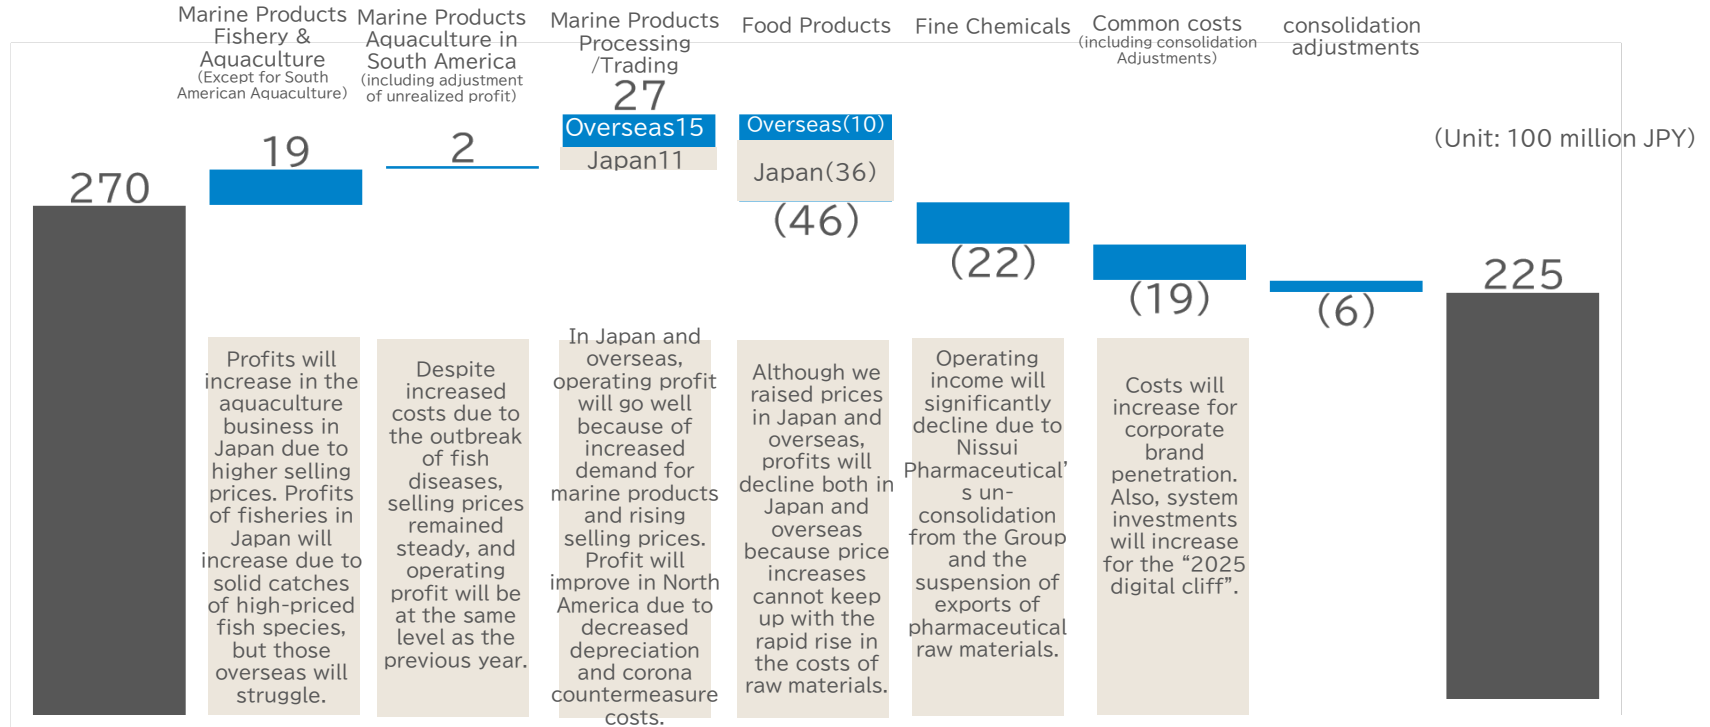 Marine Products
Fishery &
Aquaculture
(Except for South
American Aquaculture)
Marine Products
Aquaculture in
South America
(including adjustment
of unrealized profit)
Marine Products
Processing
/Trading
Food Products
Fine Chemicals
Common costs
(including consolidation
Adjustments)
consolidation
adjustments
(Unit: 100 million JPY)
270
19
2
27
Overseas15
Japan11
Overseas(10)
Japan(36)
(46)
(22)
(19)
(6)
225
Profits will
increase in the
aquaculture
business in
Japan due to
higher selling
prices. Profits
of fisheries in
Japan will
increase due to
solid catches
of high-priced
fish species,
but those
overseas will
struggle.
Despite
increased
costs due to
the outbreak
of fish
diseases,
selling prices
remained
steady, and
operating
profit will be
at the same
level as the
previous year.
In Japan and
overseas,
operating profit
will go well
because of
increased
demand for
marine products
and rising
selling prices.
Profit will
improve in North
America due to
decreased
depreciation
and corona
countermeasure
costs.
Although we
raised prices
in Japan and
overseas,
profits will
decline both in
Japan and
overseas
because price
increases
cannot keep
up with the
rapid rise in
the costs of
raw materials.
Operating
income will
significantly
decline due to
Nissui
Pharmaceutical’
s un-
consolidation
from the Group
and the
suspension of
exports of
pharmaceutical
raw materials.
Costs will
increase for
corporate
brand
penetration.
Also, system
investments
will increase
for the “2025
digital cliff”.